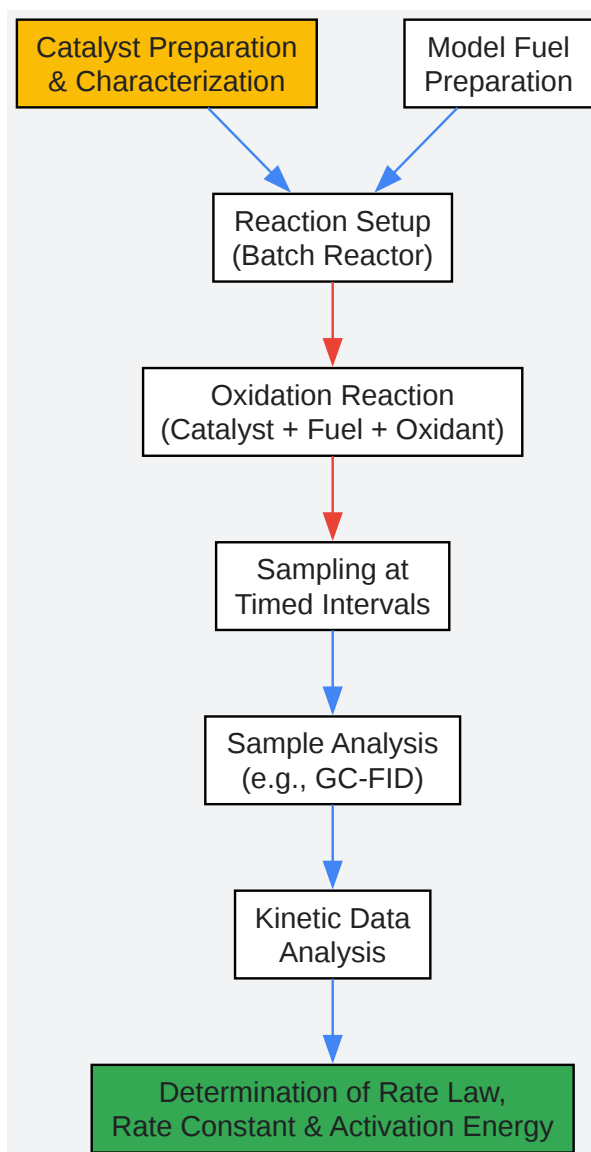 Catalyst Preparation
& Characterization
Model Fuel
Preparation
Reaction Setup
(Batch Reactor)
Oxidation Reaction
(Catalyst + Fuel + Oxidant)
Sampling at
Timed Intervals
Sample Analysis
(e.g., GC-FID)
Kinetic Data
Analysis
Determination of Rate Law,
Rate Constant & Activation Energy